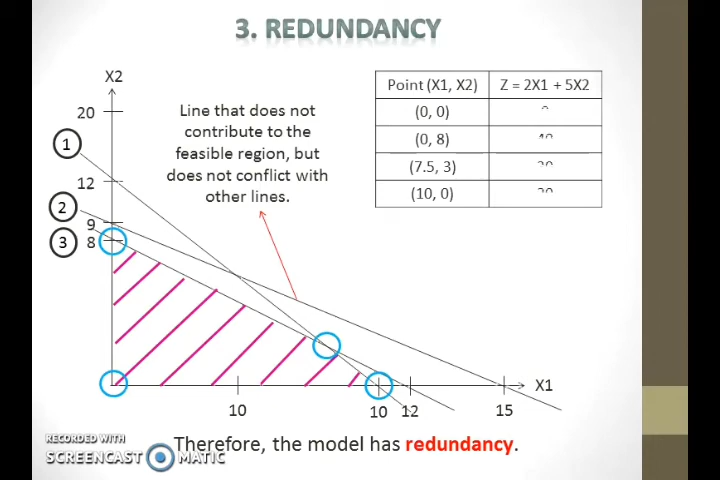 3. REDUNDANCY
X2
20
1
12
2
9
3
8
Line that does not
contribute to the
feasible region, but
does not conflict with
other lines.
Point (X1, X2) Z = 2X1 + 5X2
(0, 0)
(0, 8)
(7.5, 3)
(10, 0)
X1
10 10 12 15
Therefore, the model has redundancy.
RECORDED WITH
SCREENCAST MATIC